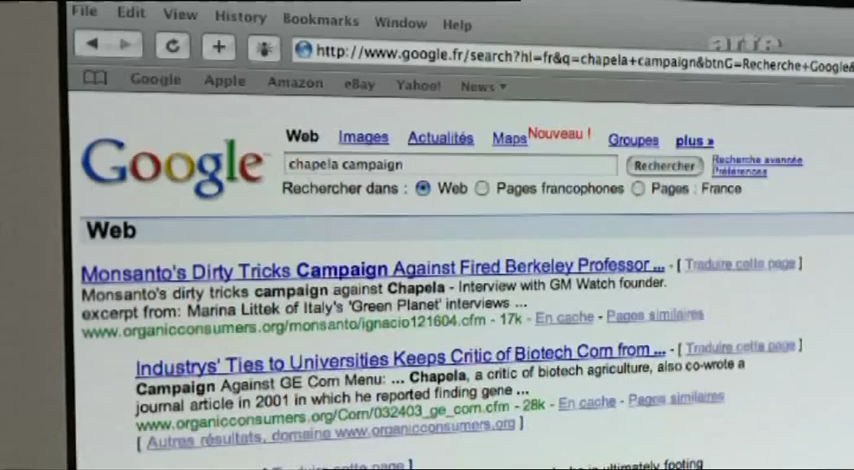 File Edit View History Bookmarks Window Help
arte
http://www.google.fr/search?hl=fr&q=chapela+campaign&btnG=Recherche+Google&
Google Apple Amazon eBay Yahoo! News
Web Images Actualités Maps Nouveau ! Groupes plus »
Google
chapela campaign Rechercher Recherche avancée
Préférences
Rechercher dans : Web Pages francophones Pages : France
Web
Monsanto's Dirty Tricks Campaign Against Fired Berkeley Professor ... - [ Traduire cette page ]
Monsanto's dirty tricks campaign against Chapela - Interview with GM Watch founder.
excerpt from: Marina Littek of Italy's 'Green Planet' interviews ...
www.organicconsumers.org/monsanto/ignacio121604.cfm - 17k - En cache - Pages similaires
Industrys' Ties to Universities Keeps Critic of Biotech Corn from ... - [ Traduire cette page ]
Campaign Against GE Corn Menu: ... Chapela, a critic of biotech agriculture, also co-wrote a
journal article in 2001 in which he reported finding gene ...
www.organicconsumers.org/Corn/032403_ge_corn.cfm - 28k - En cache - Pages similaires
[ Autres résultats, domaine www.organicconsumers.org ]
[ Traduire cette page ]
ultimately footing